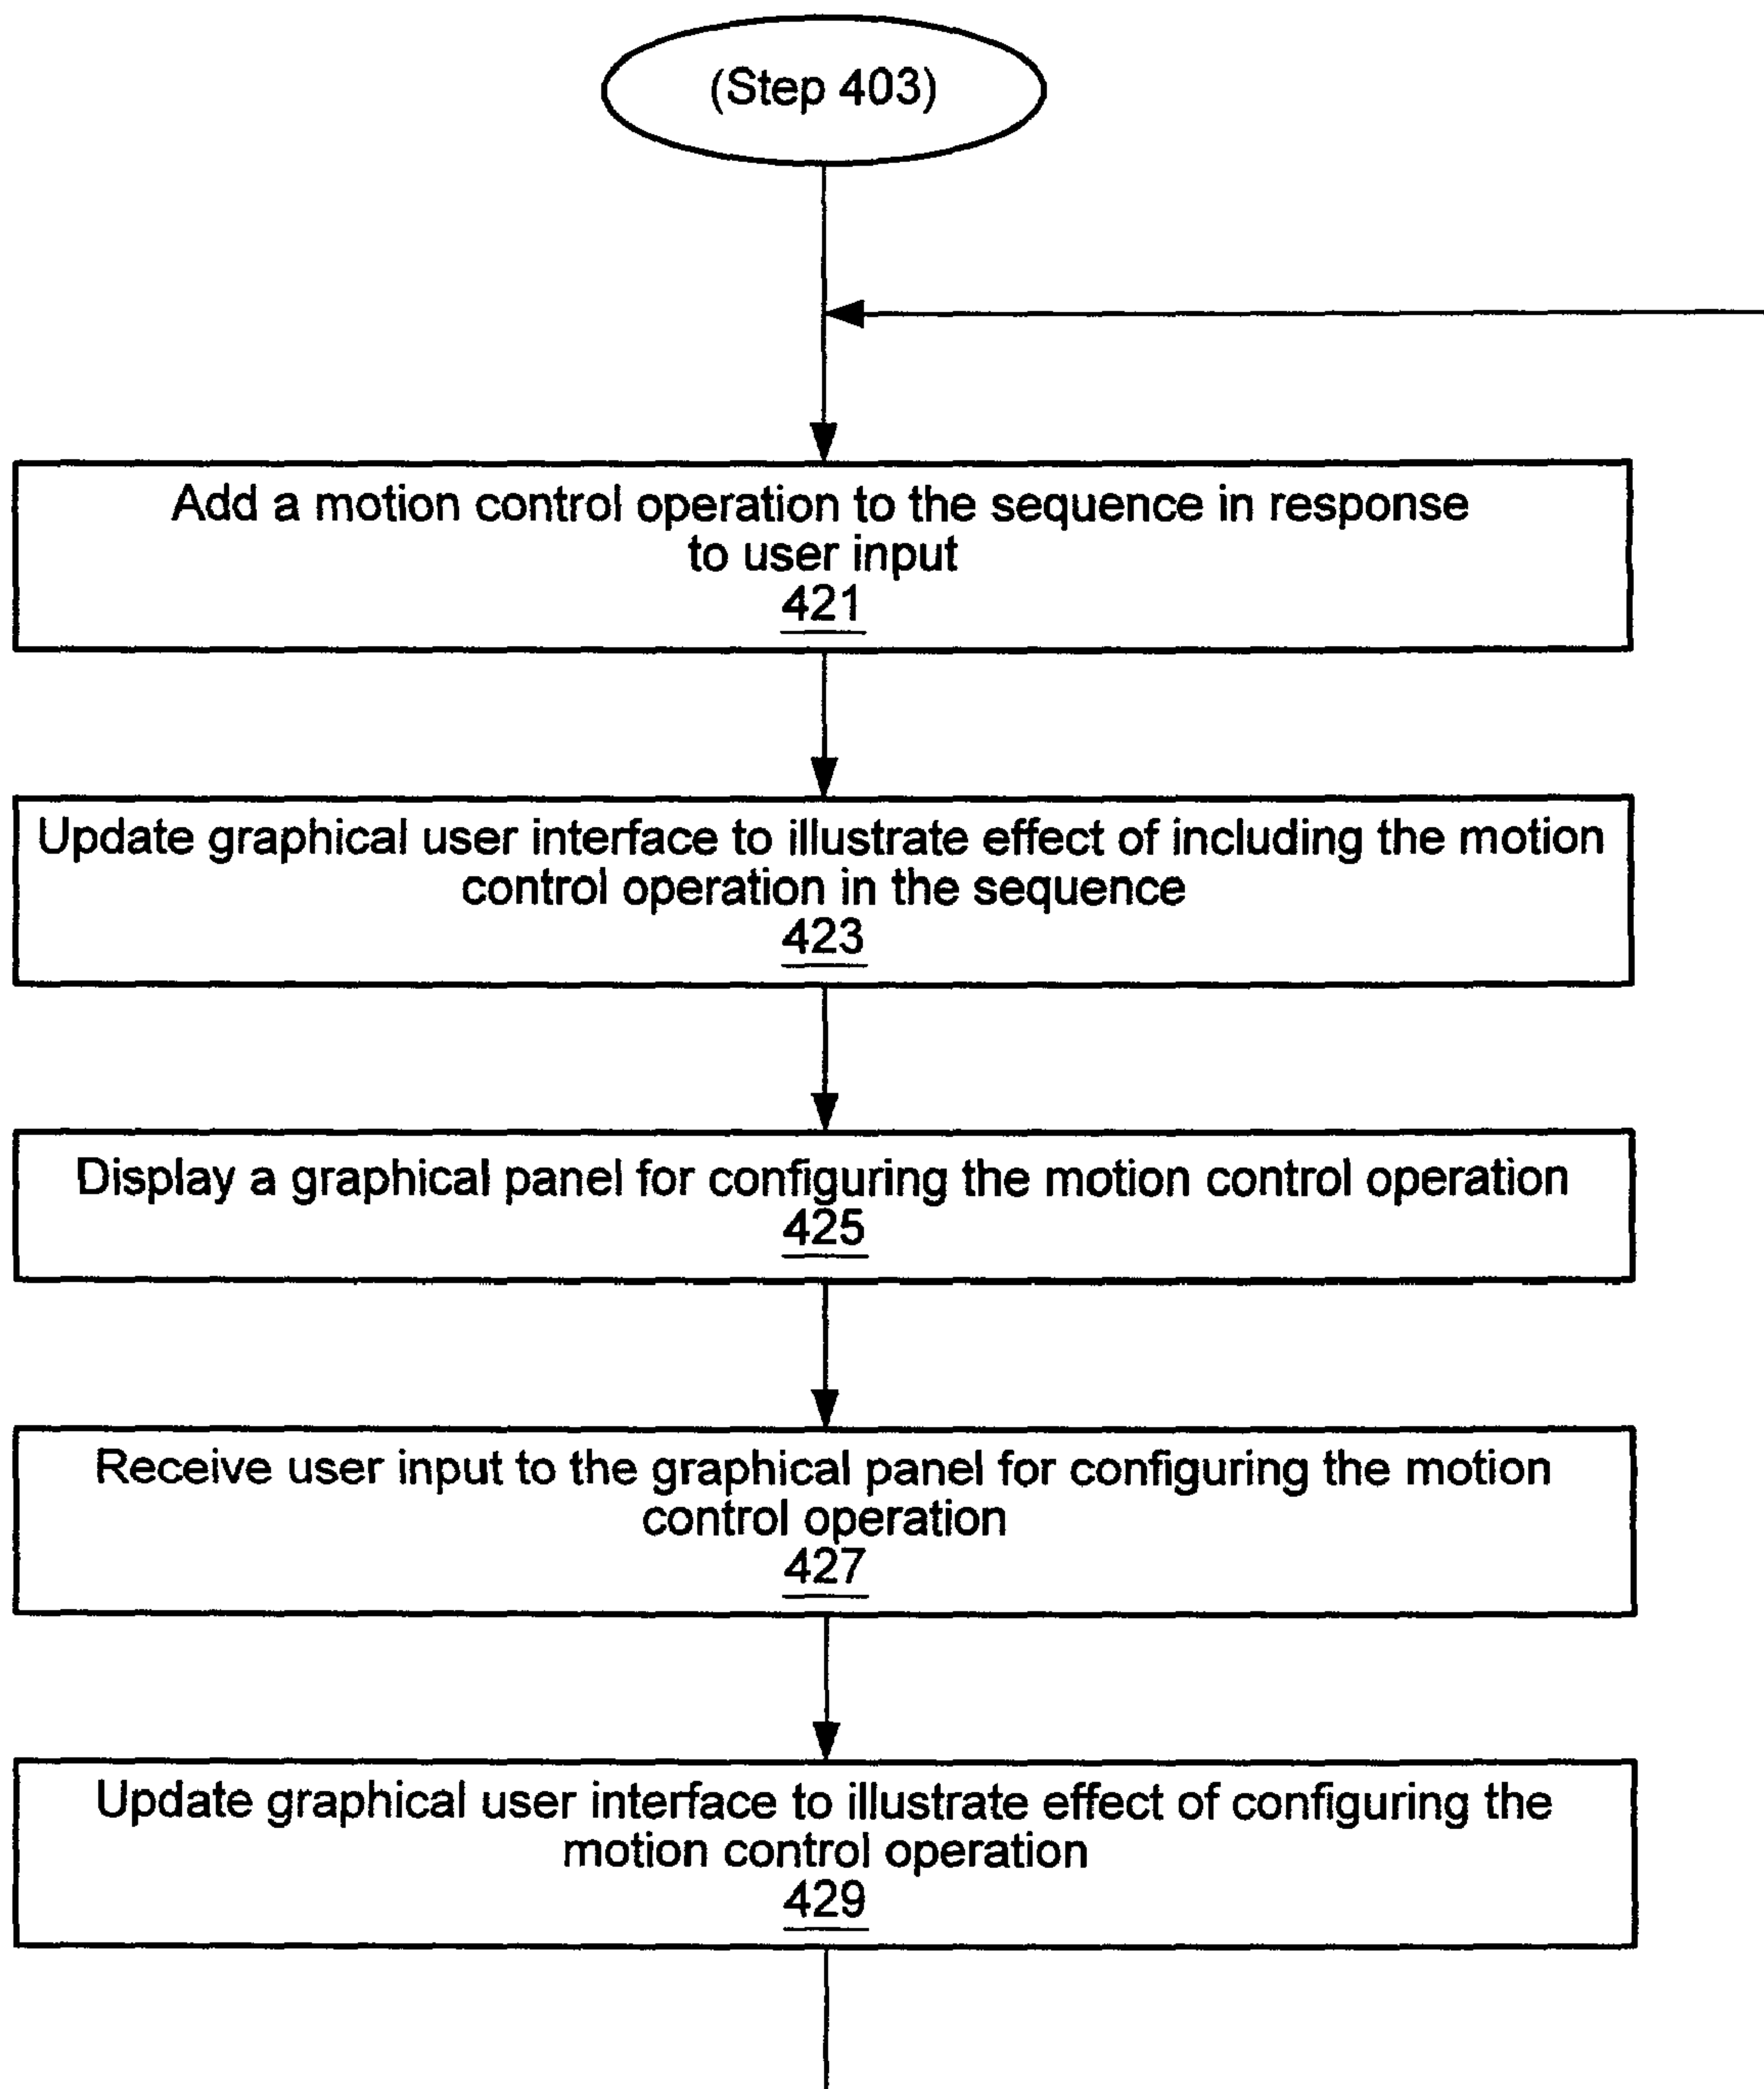 (Step 403)
Add a motion control operation to the sequence in response
to user input
421
Update graphical user interface to illustrate effect of including the motion
control operation in the sequence
423
Display a graphical panel for configuring the motion control operation
425
Receive user input to the graphical panel for configuring the motion
control operation
427
Update graphical user interface to illustrate effect of configuring the
motion control operation
429